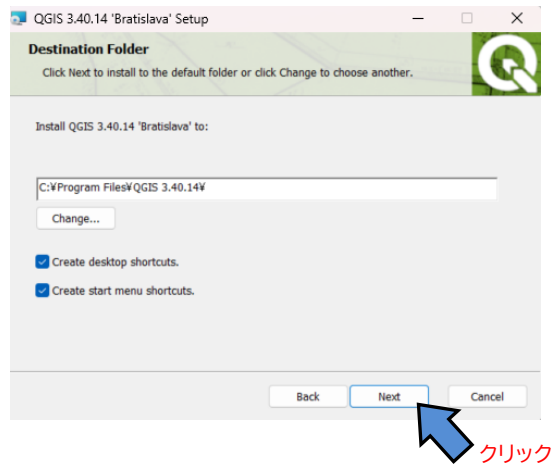 QGIS 3.40.14 'Bratislava' Setup
Destination Folder
Click Next to install to the default folder or click Change to choose another.
Install QGIS 3.40.14 'Bratislava' to:
C:¥Program Files¥QGIS 3.40.14¥
Change...
Create desktop shortcuts.
Create start menu shortcuts.
Back Next Cancel
クリック